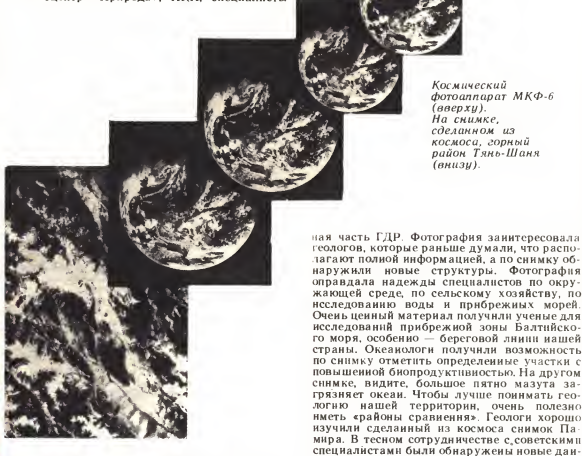 Космический
фотоаппарат МКФ-6
(вверху).
На снимке,
сделанном из
космоса, горный
район Тянь-Шаня
(внизу).
ная часть ГДР. Фотография заинтересовала
геологов, которые раньше думали, что распо-
лагают полной информацией, а по снимку об-
наружили новые структуры. Фотография
оправдала надежды специалистов по окру-
жающей среде, по сельскому хозяйству, по
исследованию воды и прибрежных морей.
Очень ценный материал получили ученые для
исследований прибрежной зоны Балтийско-
го моря, особенно — береговой линии нашей
страны. Океанологи получили возможность
по снимку отметить определенные участки с
повышенной биопродуктивностью. На другом
снимке, видите, большое пятно мазута за-
грязняет океан. Чтобы лучше понимать гео-
логию нашей территории, очень полезно
иметь «районы сравнения». Геологи хорошо
изучили сделанный из космоса снимок Па-
мира. В тесном сотрудничестве с советскими
специалистами были обнаружены новые дан-